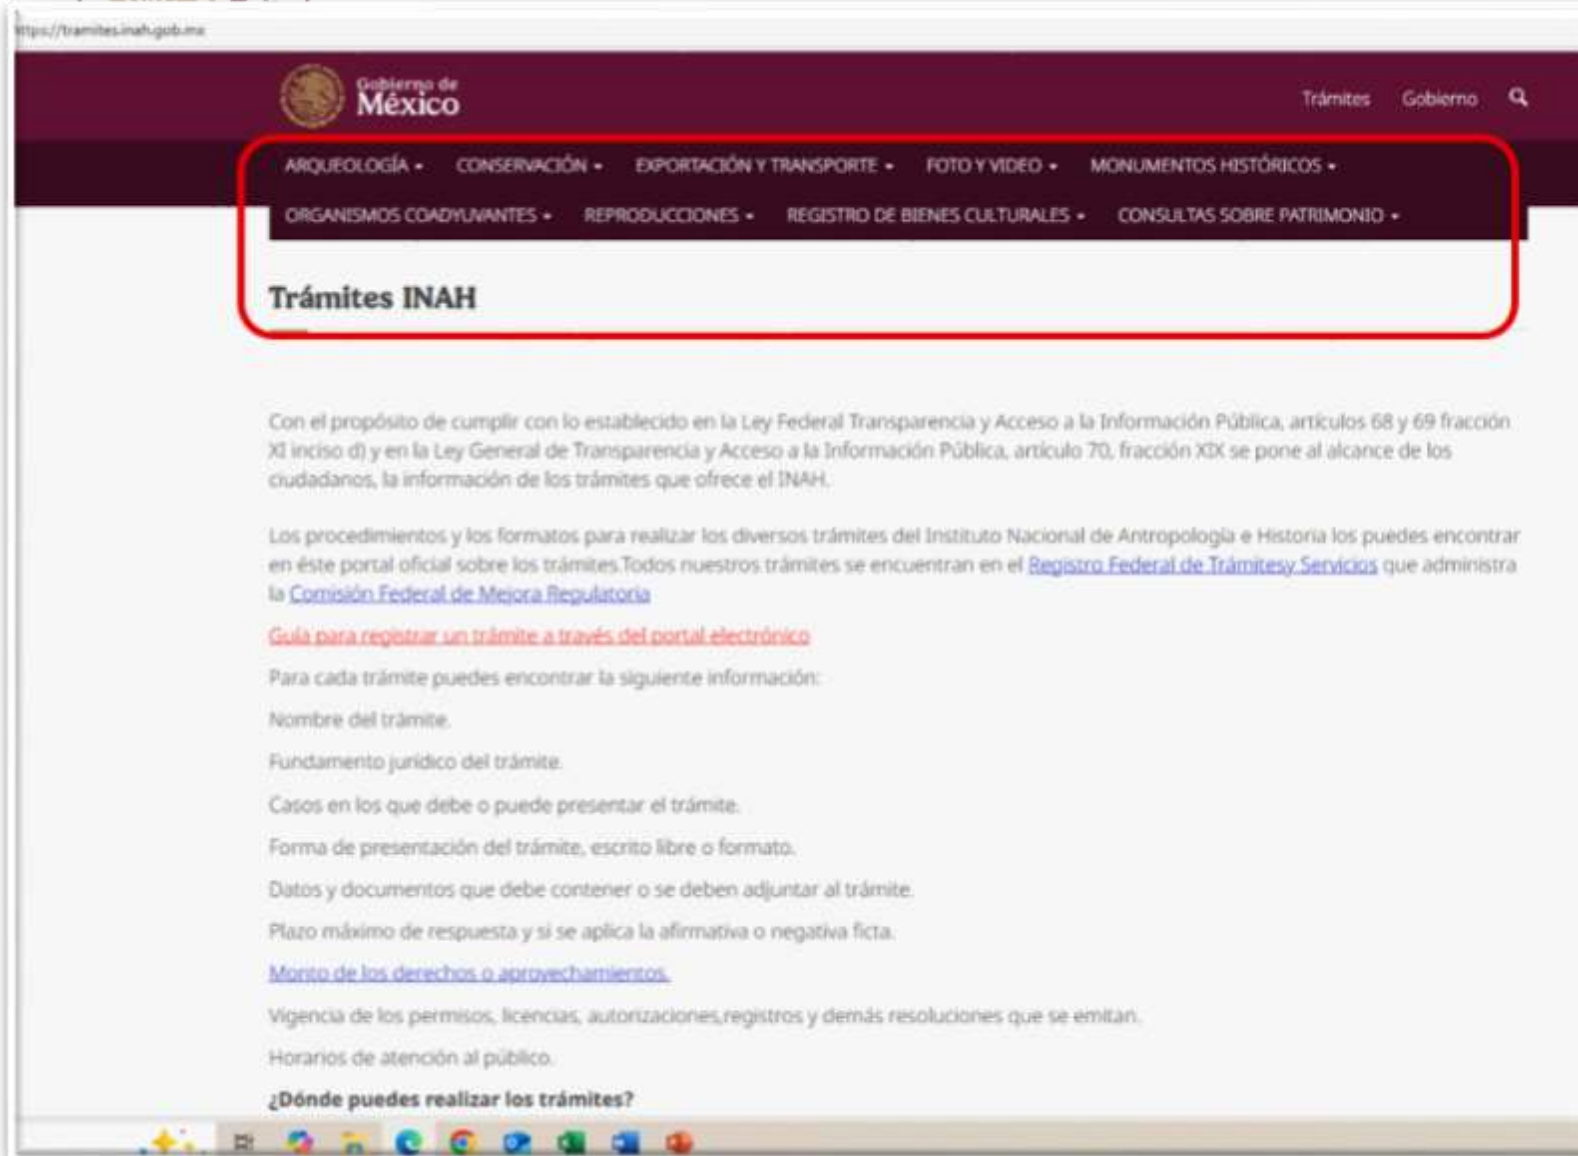 https://tramites.inah.gob.mx
Gobierno de
México
Trámites Gobierno
ARQUEOLOGÍA CONSERVACIÓN EXPORTACIÓN Y TRANSPORTE FOTO Y VIDEO MONUMENTOS HISTÓRICOS
ORGANISMOS COADYUVANTES REPRODUCCIONES REGISTRO DE BIENES CULTURALES CONSULTAS SOBRE PATRIMONIO
Trámites INAH
Con el propósito de cumplir con lo establecido en la Ley Federal Transparencia y Acceso a la Información Pública, artículos 68 y 69 fracción
XI inciso d) y en la Ley General de Transparencia y Acceso a la Información Pública, artículo 70, fracción XIX se pone al alcance de los
ciudadanos, la información de los trámites que ofrece el INAH.
Los procedimientos y los formatos para realizar los diversos trámites del Instituto Nacional de Antropología e Historia los puedes encontrar
en éste portal oficial sobre los trámites.Todos nuestros trámites se encuentran en el Registro Federal de Trámitesy Servicios que administra
la Comisión Federal de Mejora Regulatoria
Guía para registrar un trámite a través del portal electrónico
Para cada trámite puedes encontrar la siguiente información:
Nombre del trámite.
Fundamento jurídico del trámite.
Casos en los que debe o puede presentar el trámite.
Forma de presentación del trámite, escrito libre o formato.
Datos y documentos que debe contener o se deben adjuntar al trámite.
Plazo máximo de respuesta y si se aplica la afirmativa o negativa ficta.
Monto de los derechos o aprovechamientos.
Vigencia de los permisos, licencias, autorizaciones,registros y demás resoluciones que se emitan.
Horarios de atención al público.
¿Dónde puedes realizar los trámites?